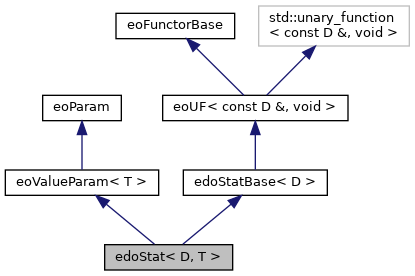 eoFunctorBase
std::unary_function
< const D &, void >
eoParam
eoUF< const D &, void >
eoValueParam< T >
edoStatBase< D >
edoStat< D, T >